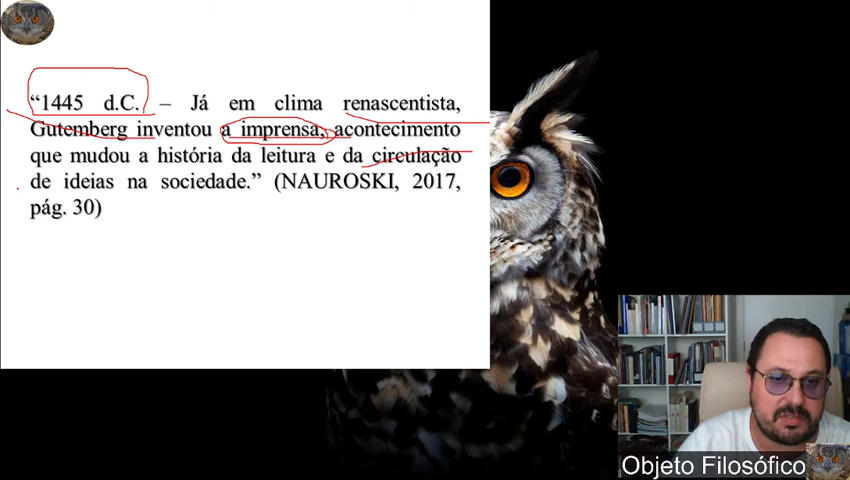 “1445 d.C. – Já em clima renascentista,
Gutemberg inventou a imprensa, acontecimento
que mudou a história da leitura e da circulação
de ideias na sociedade.” (NAUROSKI, 2017,
pág. 30)
Objeto Filosófico